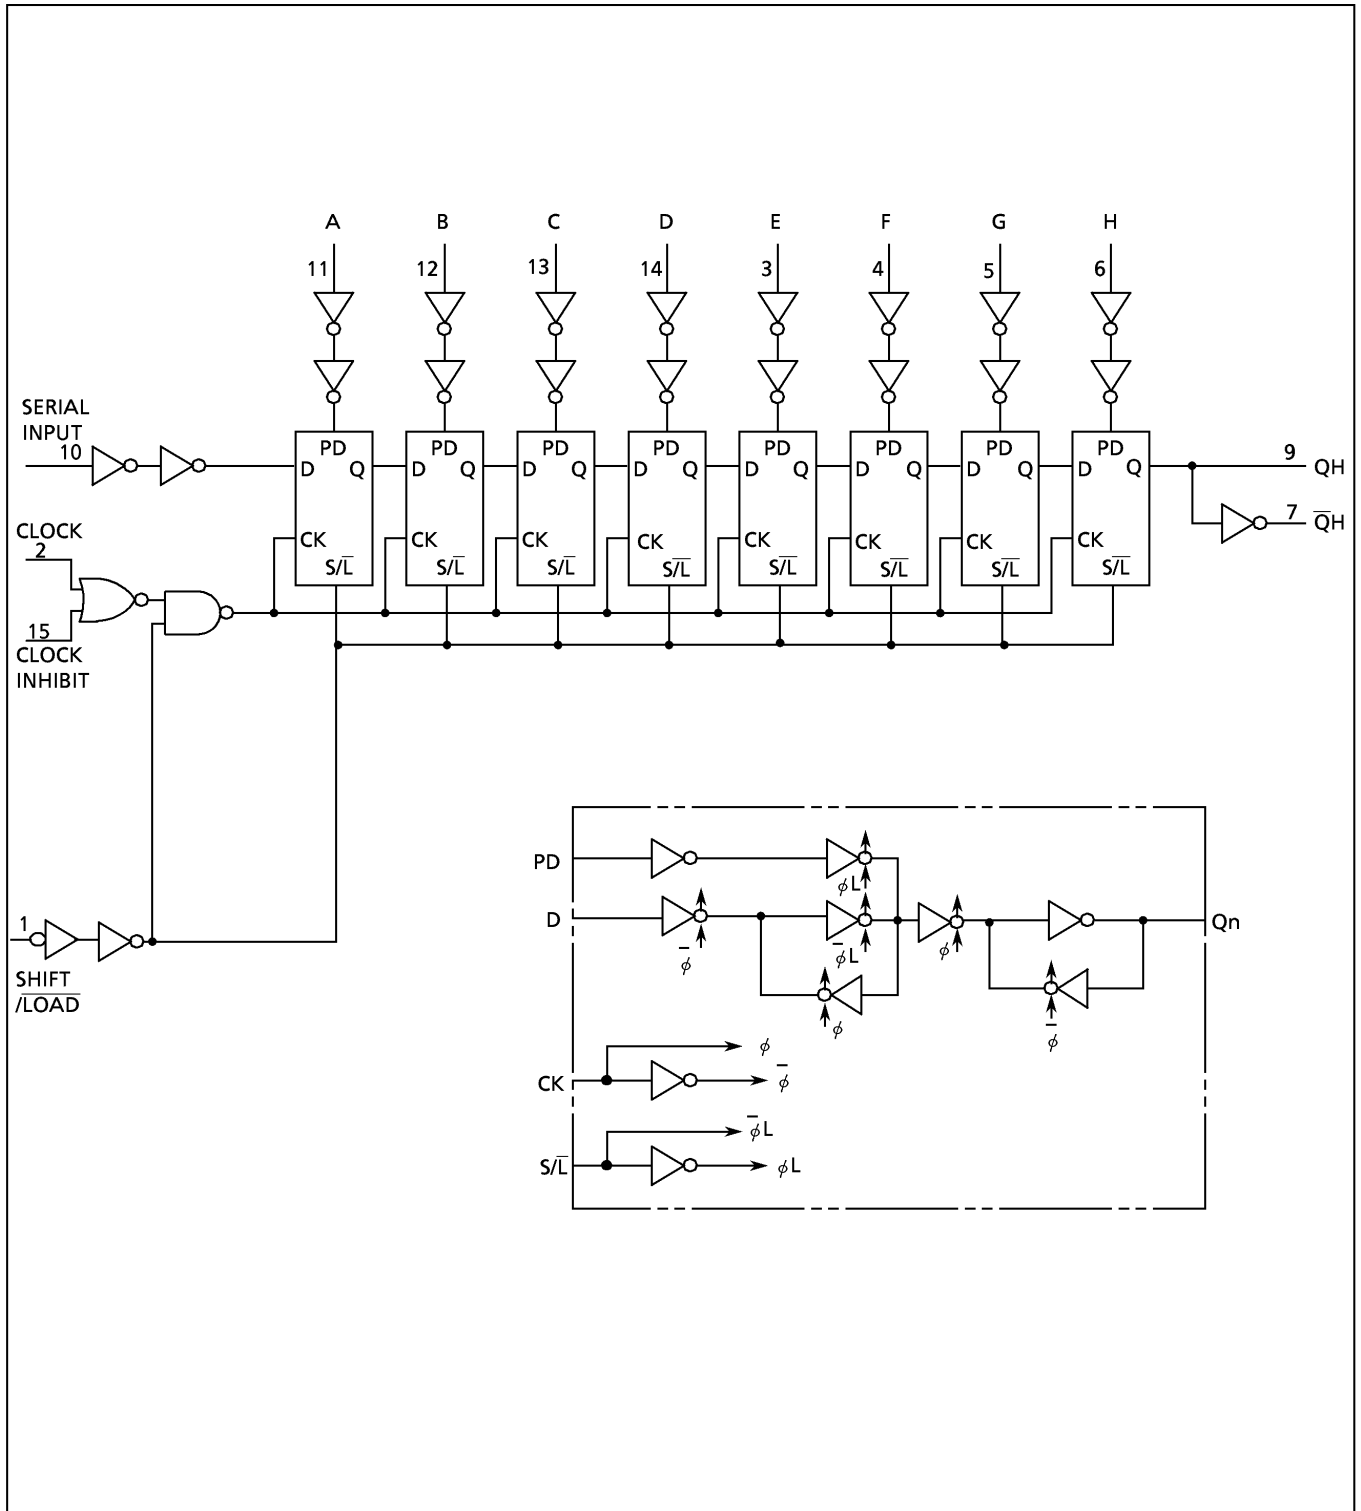 A B C D E F G H
11 12 13 14 3 4 5 6
SERIAL
INPUT
10
PD PD PD PD PD PD PD PD
D Q D Q D Q D Q D Q D Q D Q D Q
9 QH
CLOCK
2
7 Q̅H
CK CK CK CK CK CK CK CK
S/L̅ S/L̅ S/L̅ S/L̅ S/L̅ S/L̅ S/L̅ S/L̅
15
CLOCK
INHIBIT
PD
ϕL
D
Qn
1
ϕ̅
ϕ̅L
ϕ
SHIFT
/L̅O̅A̅D̅
ϕ
ϕ̅
ϕ
CK
ϕ̅
ϕ̅L
S/L̅
ϕL